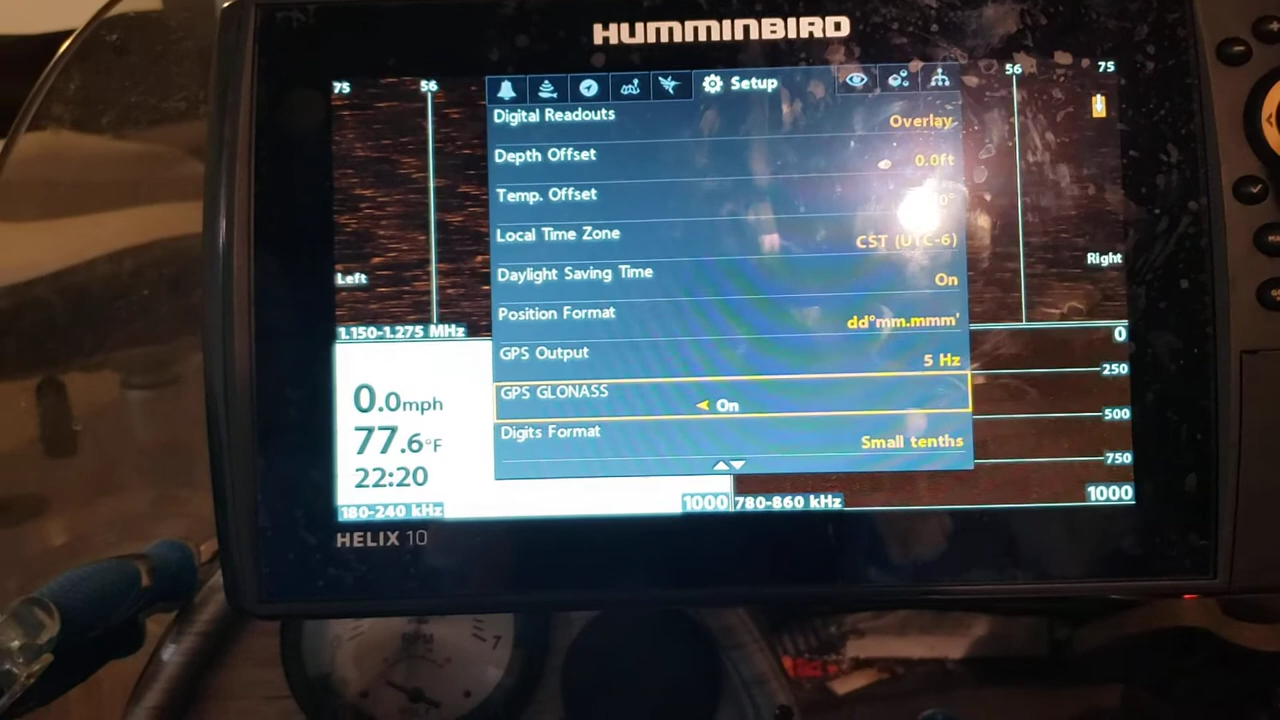 HUMMINBIRD
75 56
Setup
56 75
Digital Readouts Overlay
Depth Offset 0.0ft
Temp. Offset
Local Time Zone CST (UTC-6)
Left
Right
Daylight Saving Time On
Position Format dd°mm.mmm'
1.150-1.275 MHz
0
GPS Output 5 Hz
250
GPS GLONASS On
0.0mph
500
Digits Format Small tenths
77.6°F
750
22:20
180-240 kHz
1000 780-860 kHz
1000
HELIX 10
RPM
7